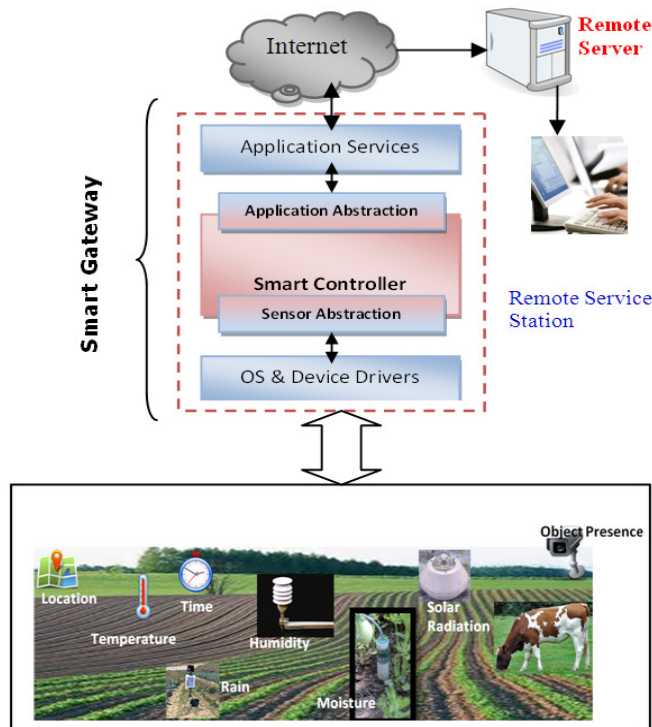 Internet
Remote
Server
Smart Gateway
Application Services
Application Abstraction
Smart Controller
Sensor Abstraction
OS & Device Drivers
Remote Service
Station
Object Presence
Location
Time
Temperature
Humidity
Solar
Radiation
Rain
Moisture